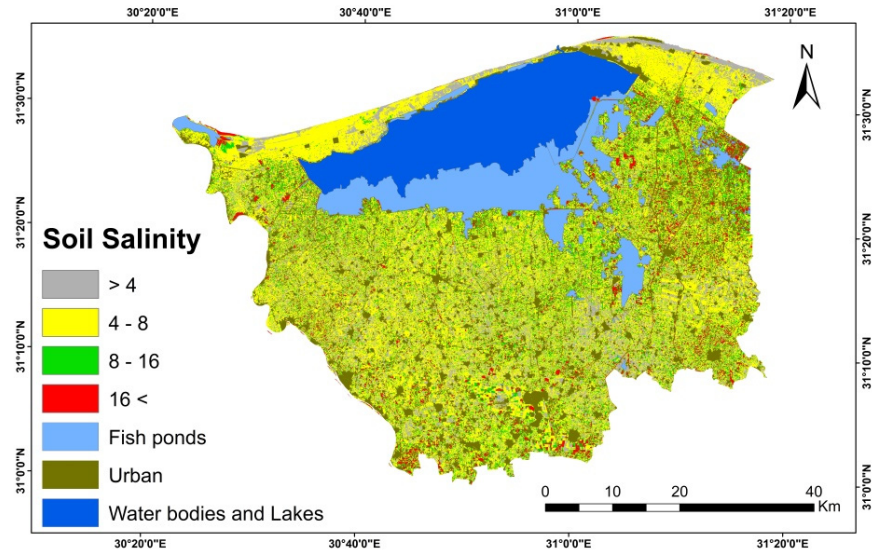 30°20'0"E 30°40'0"E 31°0'0"E 31°20'0"E
N
31°30'0"N
31°30'0"N
31°20'0"N
31°20'0"N
31°10'0"N
31°10'0"N
31°0'0"N
31°0'0"N
Soil Salinity
> 4
4 - 8
8 - 16
16 <
Fish ponds
Urban
Water bodies and Lakes
0 5 10 20 40
Km
30°20'0"E 30°40'0"E 31°0'0"E 31°20'0"E